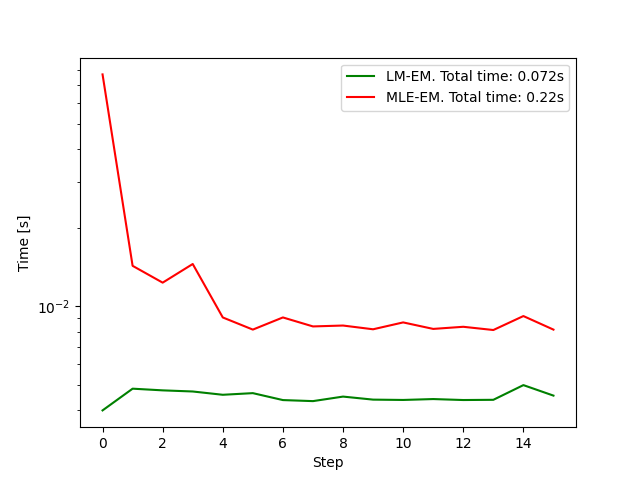 LM-EM. Total time: 0.072s
MLE-EM. Total time: 0.22s
Time [s]
10⁻²
0 2 4 6 8 10 12 14
Step